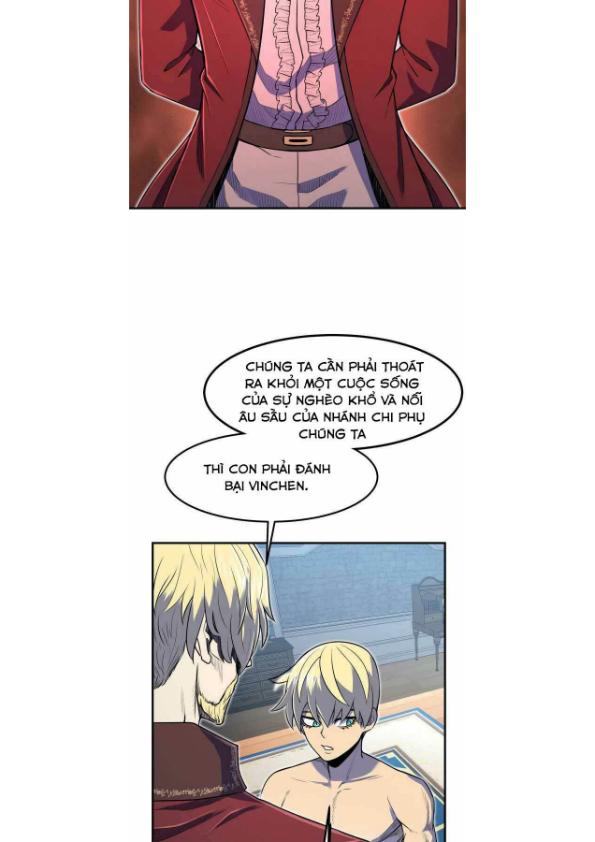 CHÚNG TA CẦN PHẢI THOÁT
RA KHỎI MỘT CUỘC SỐNG
CỦA SỰ NGHÈO KHỔ VÀ NỖI
ÂU SẦU CỦA NHÁNH CHI PHỤ
CHÚNG TA
THÌ CON PHẢI ĐÁNH
BẠI VINCHEN.